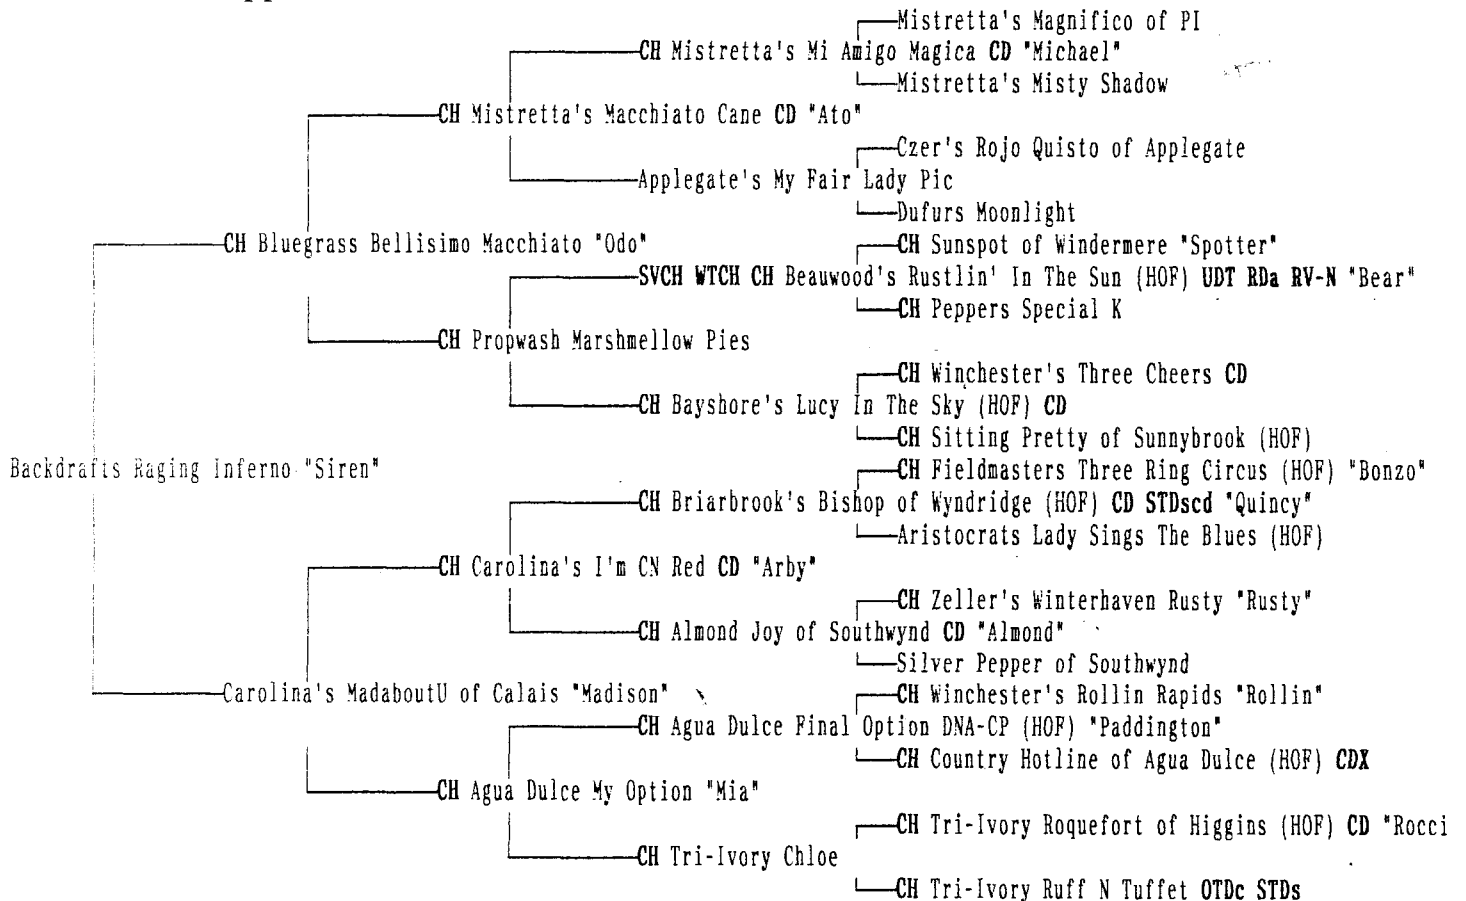 Mistretta's Magnifico of PI
CH Mistretta's Mi Amigo Magica CD "Michael"
Mistretta's Misty Shadow
CH Mistretta's Macchiato Cane CD "Ato"
Czer's Rojo Quisto of Applegate
Applegate's My Fair Lady Pic
Dufurs Moonlight
CH Bluegrass Bellisimo Macchiato "Odo"
CH Sunspot of Windermere "Spotter"
SVCH WTCH CH Beauwood's Rustlin' In The Sun (HOF) UDT RDa RV-N "Bear"
CH Peppers Special K
CH Propwash Marshmellow Pies
CH Winchester's Three Cheers CD
CH Bayshore's Lucy In The Sky (HOF) CD
CH Sitting Pretty of Sunnybrook (HOF)
Backdrafts Raging Inferno "Siren"
CH Fieldmasters Three Ring Circus (HOF) "Bonzo"
CH Briarbrook's Bishop of Wyndridge (HOF) CD STDscd "Quincy"
Aristocrats Lady Sings The Blues (HOF)
CH Carolina's I'm CN Red CD "Arby"
CH Zeller's Winterhaven Rusty "Rusty"
CH Almond Joy of Southwynd CD "Almond"
Silver Pepper of Southwynd
Carolina's MadaboutU of Calais "Madison"
CH Winchester's Rollin Rapids "Rollin"
CH Agua Dulce Final Option DNA-CP (HOF) "Paddington"
CH Country Hotline of Agua Dulce (HOF) CDX
CH Agua Dulce My Option "Mia"
CH Tri-Ivory Roquefort of Higgins (HOF) CD "Rocci
CH Tri-Ivory Chloe
CH Tri-Ivory Ruff N Tuffet OTDc STDs